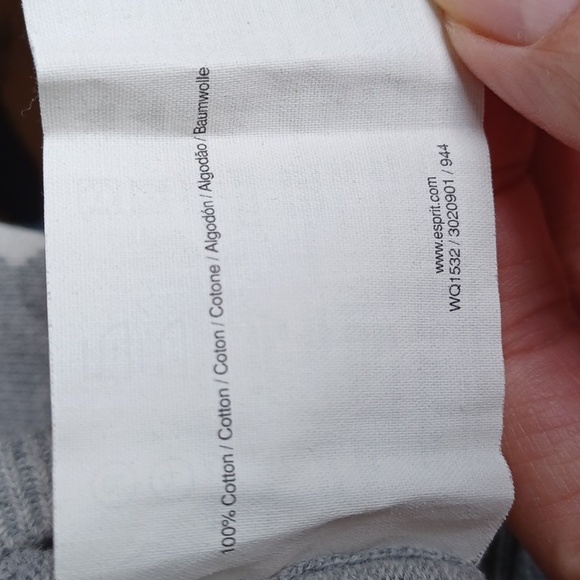 100% Cotton / Cotton / Coton / Cotone / Algodón / Algodão / Baumwolle
www.esprit.com
WQ1532 / 3020901 / 944